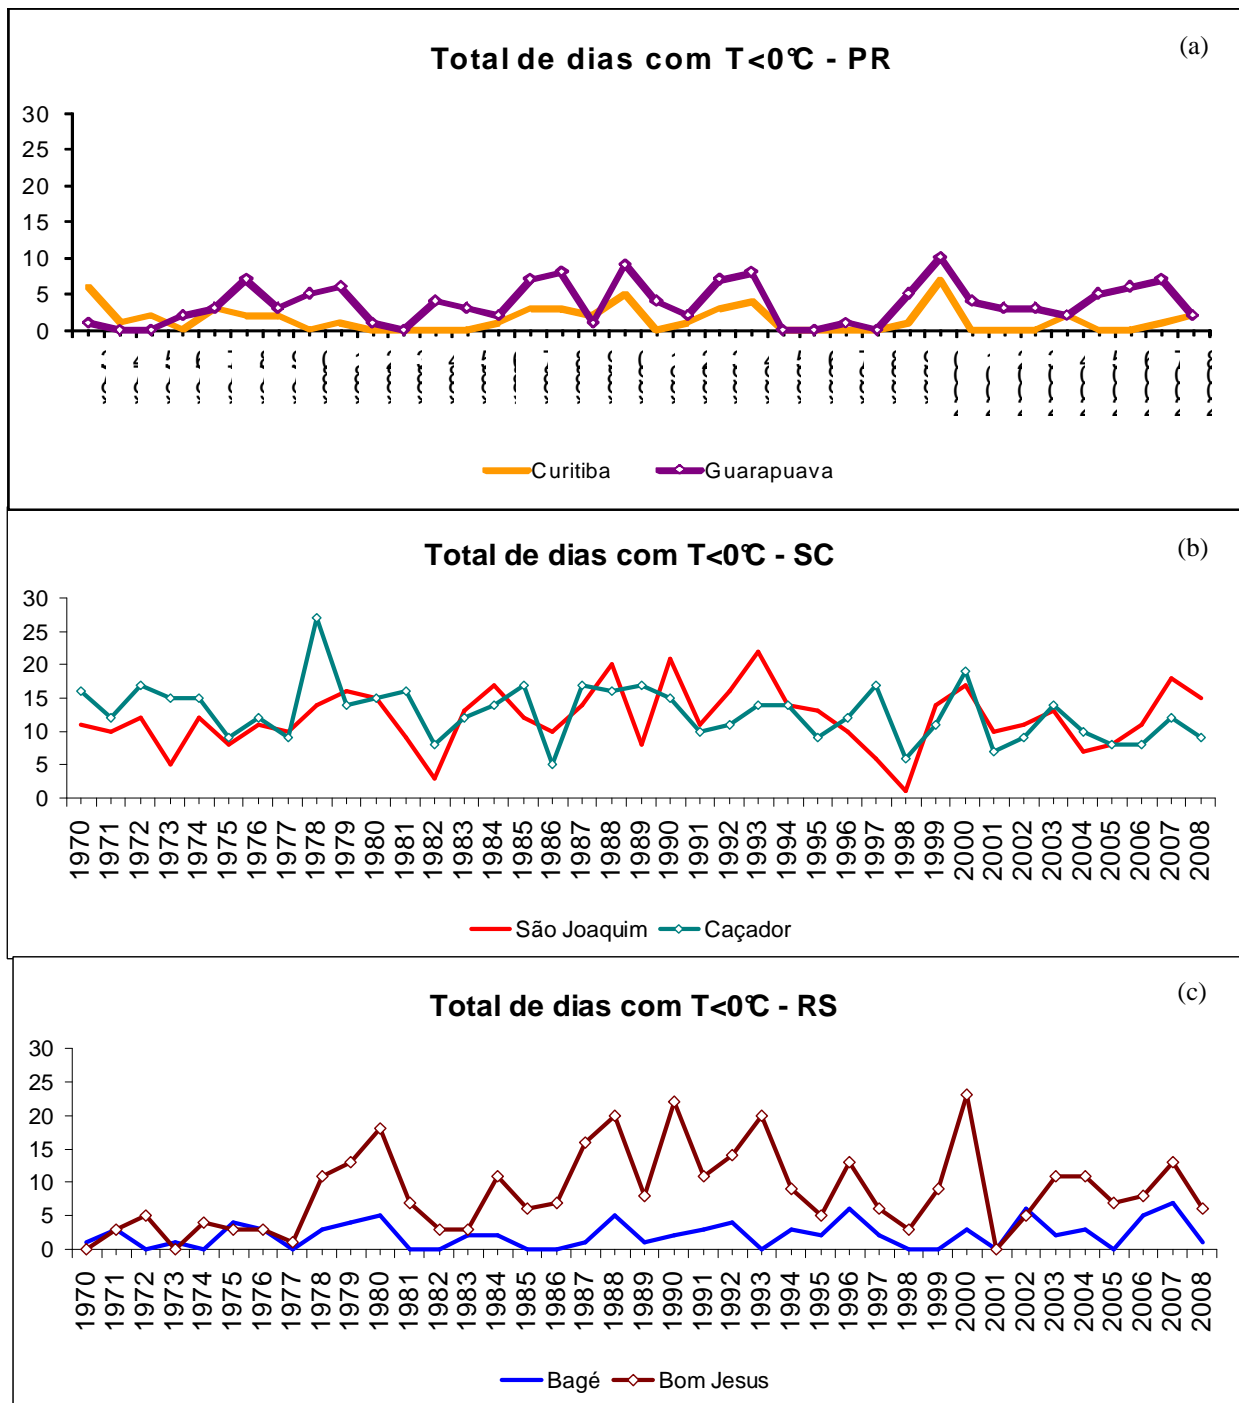 Total de dias com T<0°C - PR
(a)
30
25
20
15
10
5
0
Curitiba Guarapuava
Total de dias com T<0°C - SC
(b)
30
25
20
15
10
5
0
1970 1971 1972 1973 1974 1975 1976 1977 1978 1979 1980 1981 1982 1983 1984 1985 1986 1987 1988 1989 1990 1991 1992 1993 1994 1995 1996 1997 1998 1999 2000 2001 2002 2003 2004 2005 2006 2007 2008
São Joaquim Caçador
Total de dias com T<0°C - RS
(c)
30
25
20
15
10
5
0
1970 1971 1972 1973 1974 1975 1976 1977 1978 1979 1980 1981 1982 1983 1984 1985 1986 1987 1988 1989 1990 1991 1992 1993 1994 1995 1996 1997 1998 1999 2000 2001 2002 2003 2004 2005 2006 2007 2008
Bagé Bom Jesus